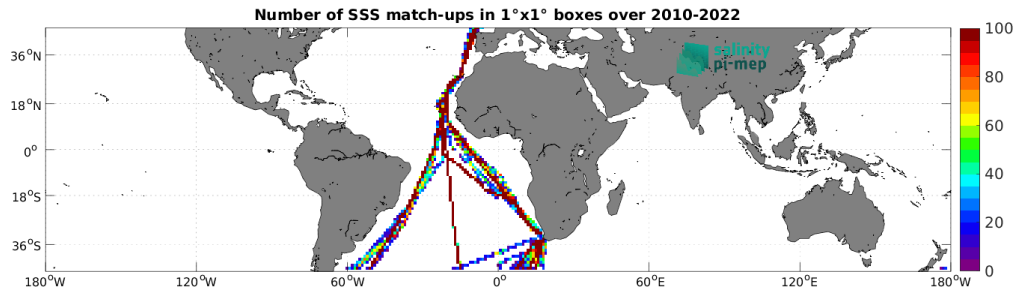 Number of SSS match-ups in 1°x1° boxes over 2010-2022
salinity
pi-mep
36°N
18°N
0°
18°S
36°S
180°W
120°W
60°W
0°
60°E
120°E
180°W
100
80
60
40
20
0